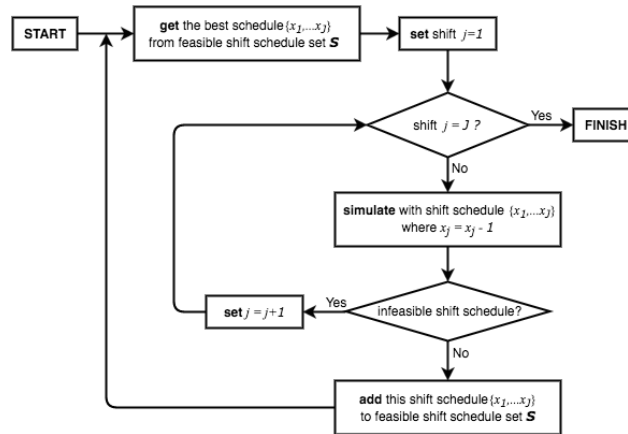 START
get the best schedule {x1,...xJ}
from feasible shift schedule set S
set shift j=1
shift j = J ?
Yes
FINISH
No
simulate with shift schedule {x1,...xJ}
where xj = xj - 1
infeasible shift schedule?
Yes
set j = j+1
No
add this shift schedule {x1,...xJ}
to feasible shift schedule set S